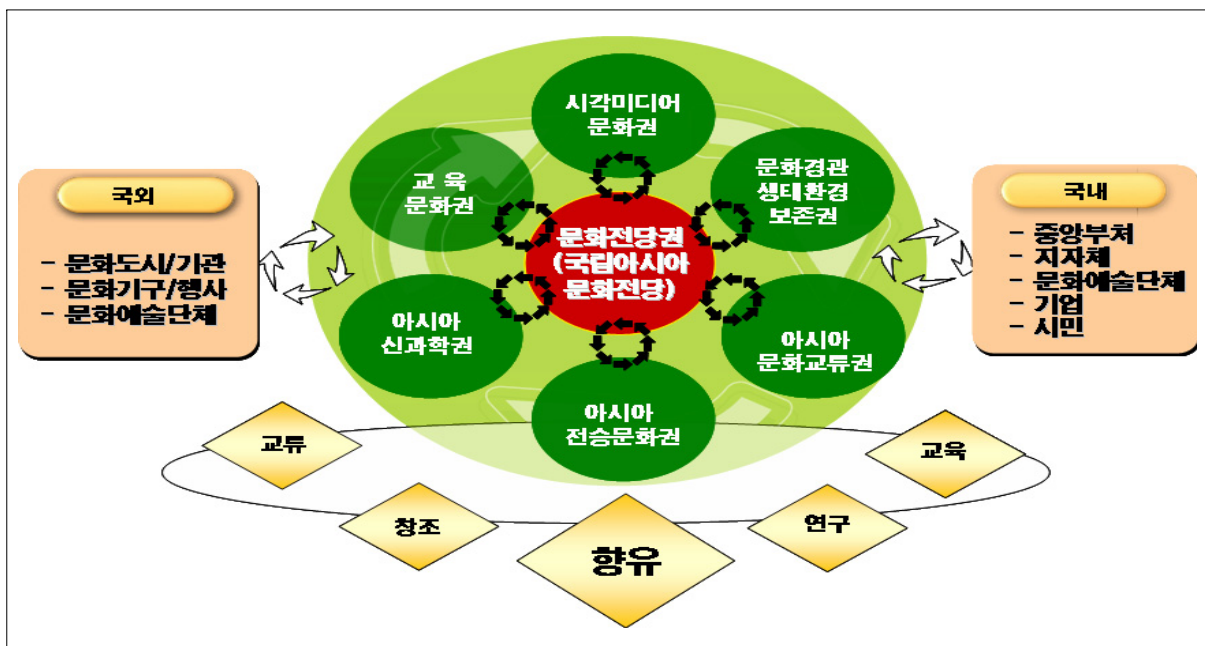 시각미디어
문화권
교 육
문화권
문화경관
생태환경
보존권
국외
- 문화도시/기관
- 문화기구/행사
- 문화예술단체
문화전당권
(국립아시아
문화전당)
국내
- 중앙부처
- 지자체
- 문화예술단체
- 기업
- 시민
아시아
신과학권
아시아
문화교류권
아시아
전승문화권
교류
창조
향유
연구
교육